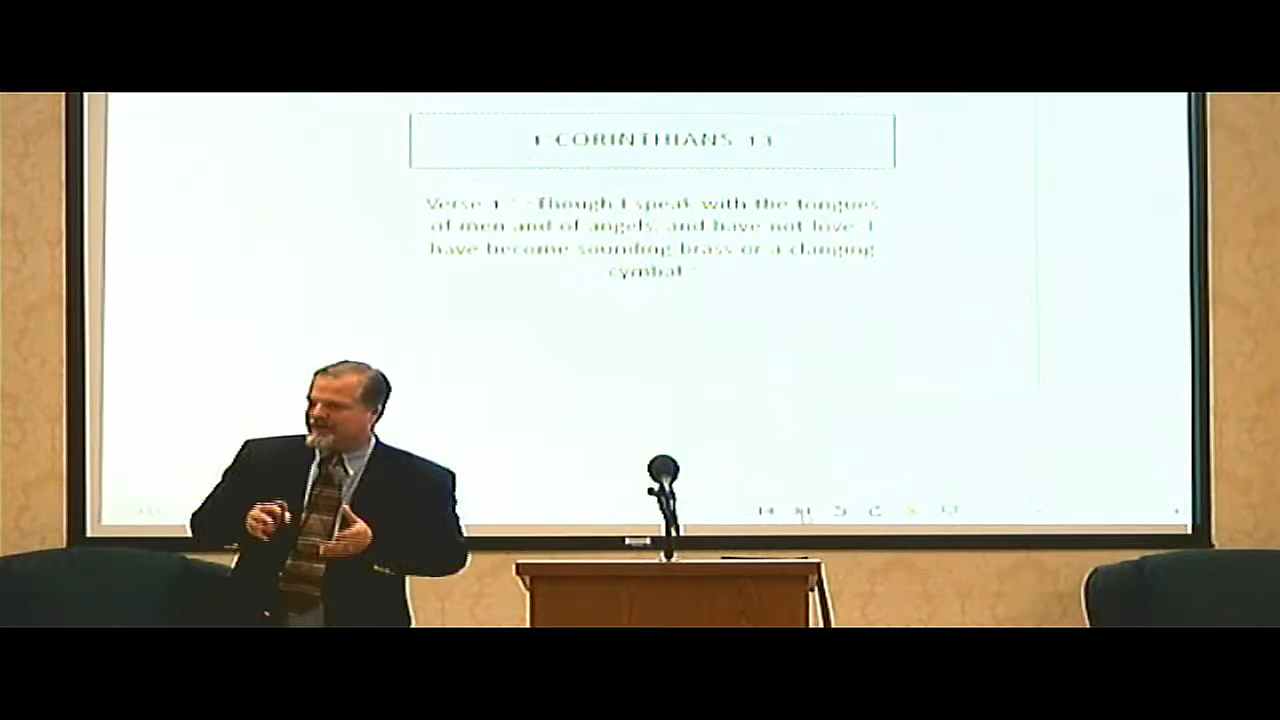 1 CORINTHIANS 13
Verse 1 : "Though I speak with the tongues
of men and of angels, and have not love, I
have become sounding brass or a clanging
cymbal."